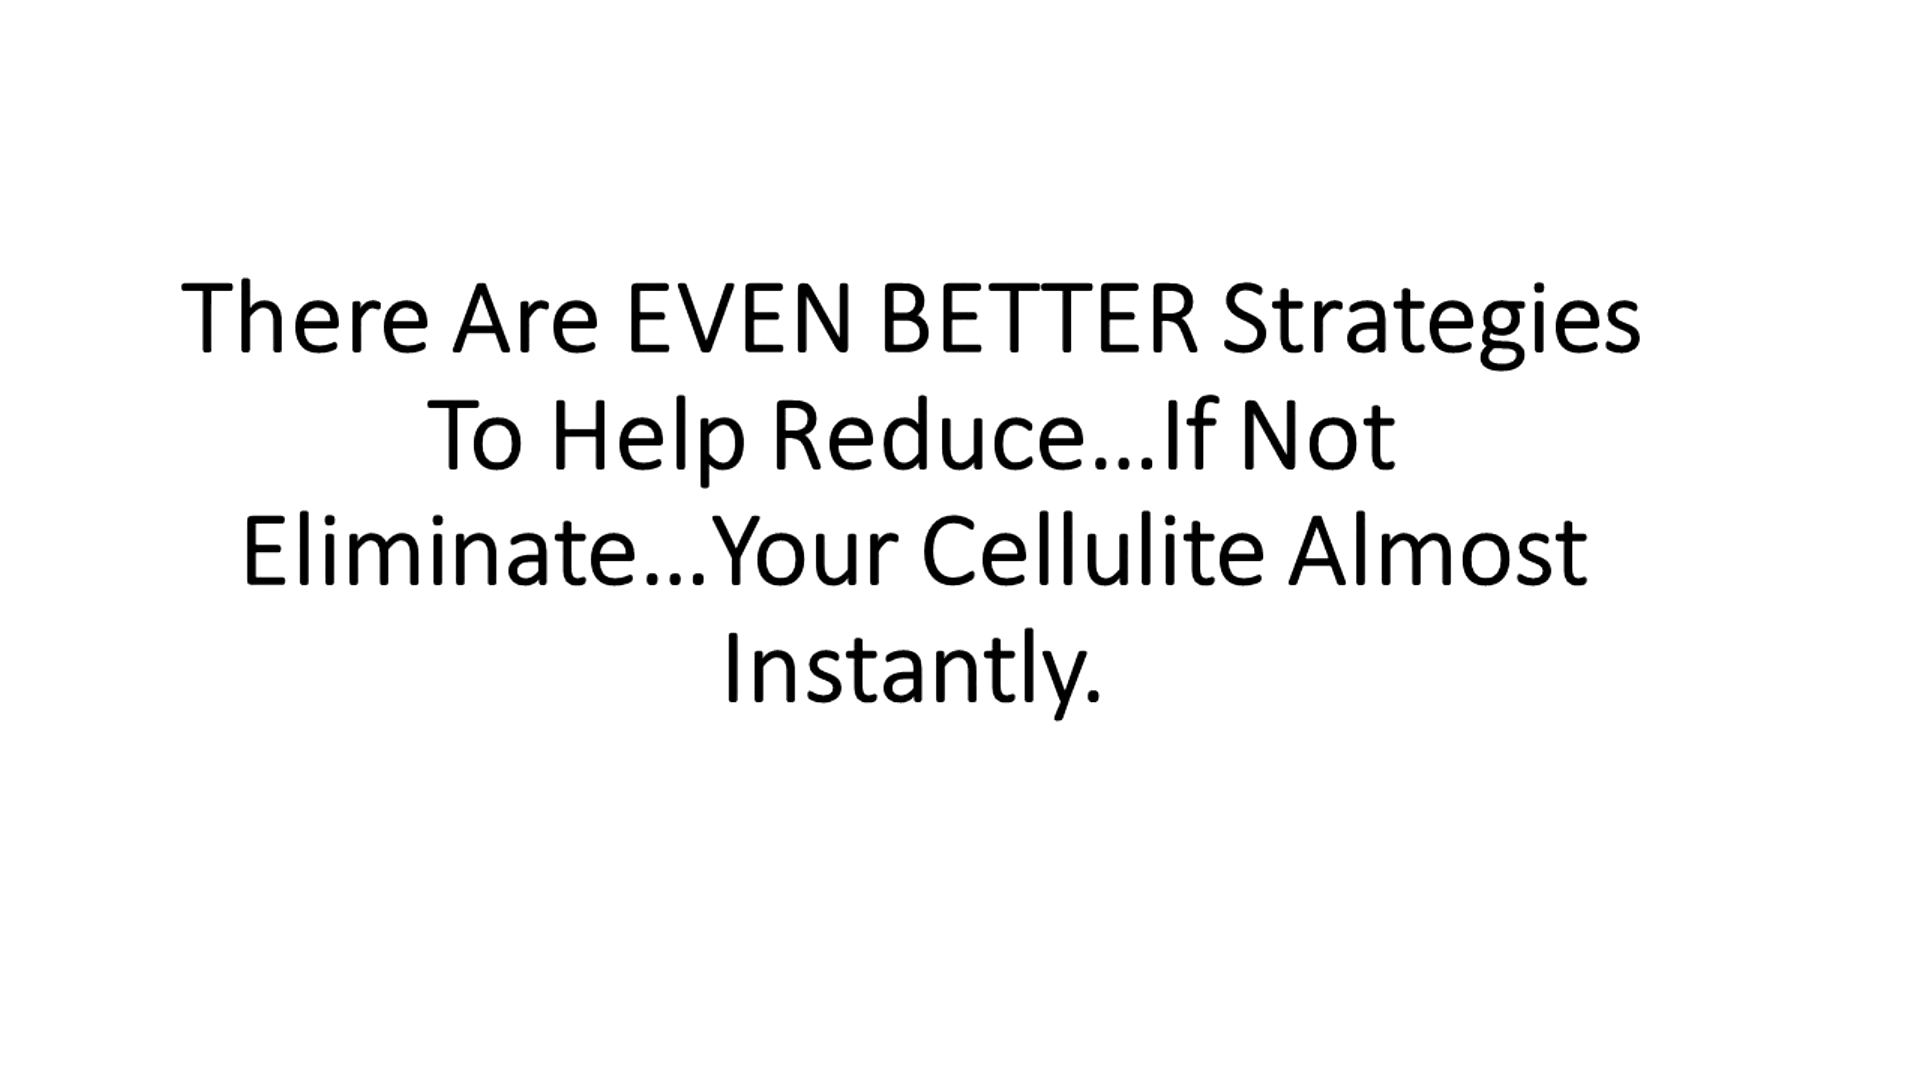 There Are EVEN BETTER Strategies
To Help Reduce...If Not
Eliminate...Your Cellulite Almost
Instantly.